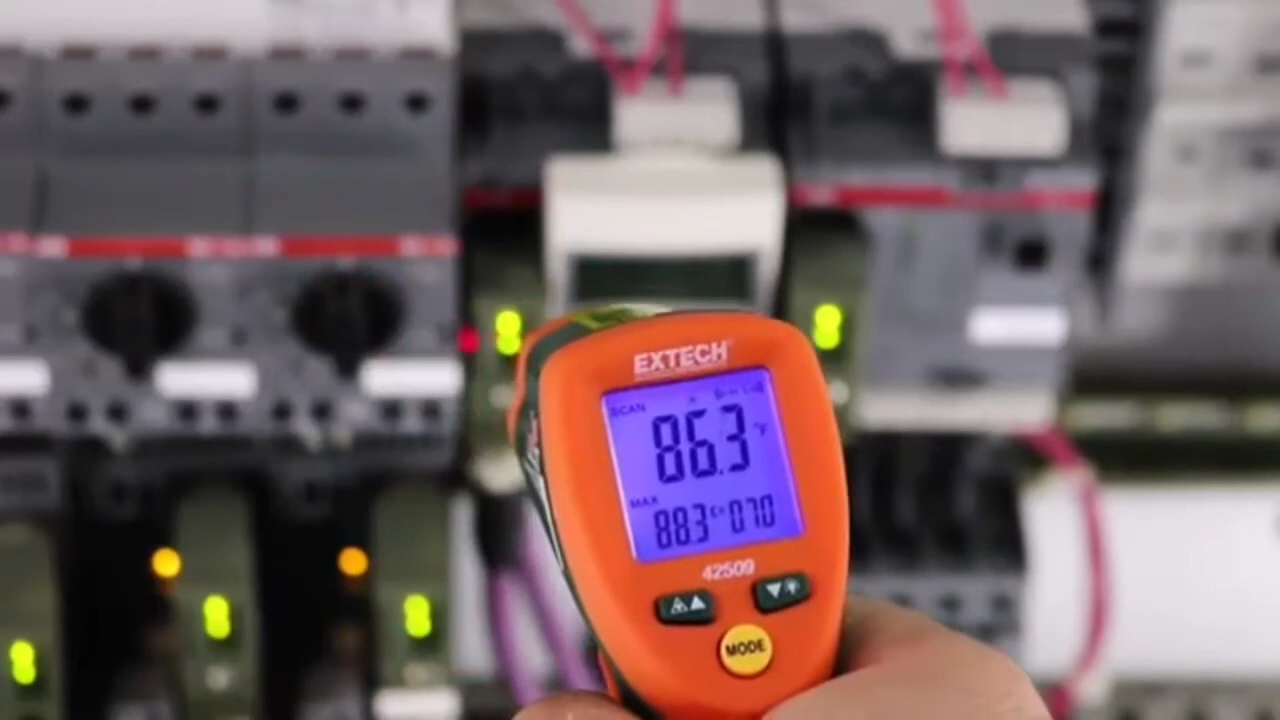 EXTECH
SCAN
86.3 °F
MAX
88.3 E= 0.70
42509
MODE